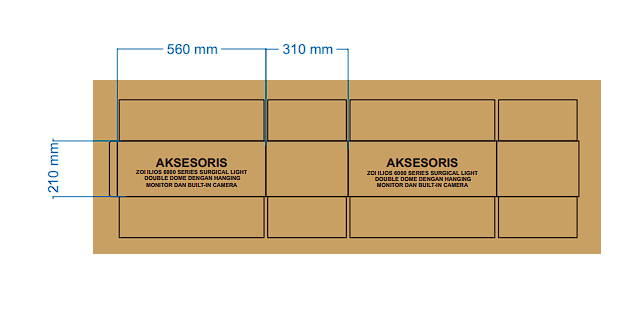 560 mm
310 mm
210 mm
AKSESORIS
ZOI ILIOS 6000 SERIES SURGICAL LIGHT
DOUBLE DOME DENGAN HANGING
MONITOR DAN BUILT-IN CAMERA
AKSESORIS
ZOI ILIOS 6000 SERIES SURGICAL LIGHT
DOUBLE DOME DENGAN HANGING
MONITOR DAN BUILT-IN CAMERA